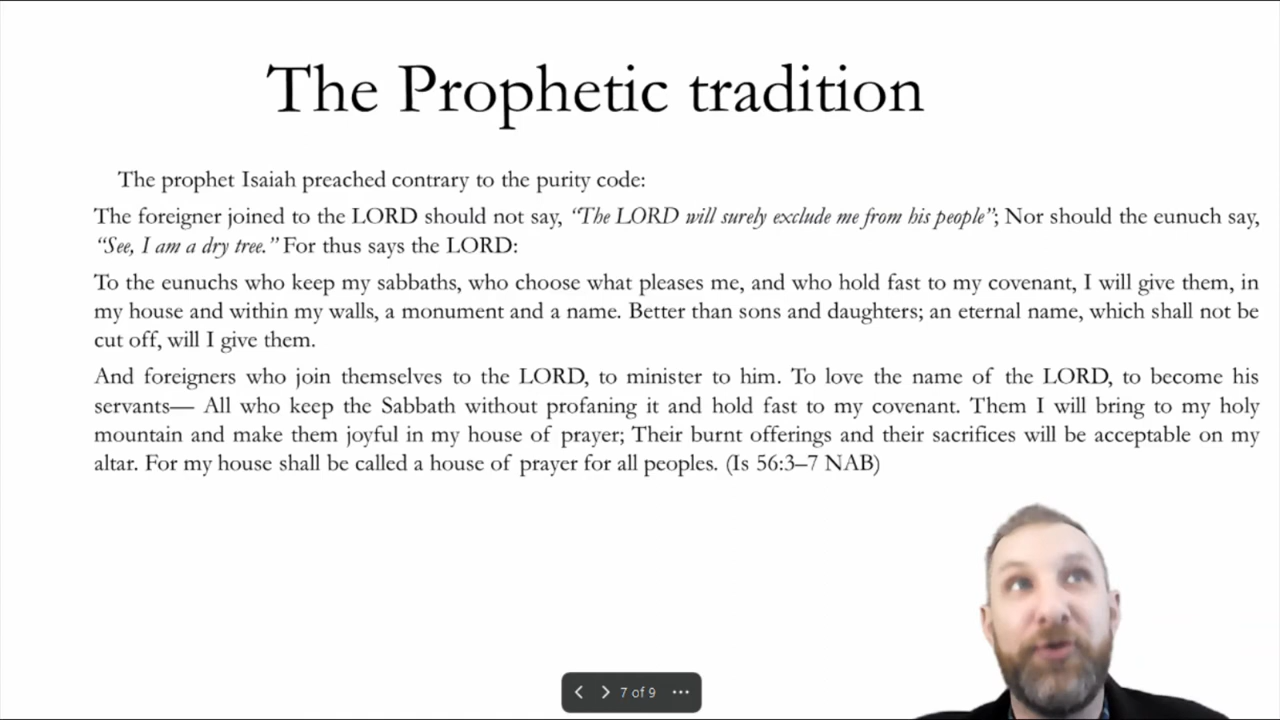 The Prophetic tradition
The prophet Isaiah preached contrary to the purity code:
The foreigner joined to the LORD should not say, “The LORD will surely exclude me from his people”; Nor should the eunuch say,
“See, I am a dry tree.” For thus says the LORD:
To the eunuchs who keep my sabbaths, who choose what pleases me, and who hold fast to my covenant, I will give them, in
my house and within my walls, a monument and a name. Better than sons and daughters; an eternal name, which shall not be
cut off, will I give them.
And foreigners who join themselves to the LORD, to minister to him. To love the name of the LORD, to become his
servants— All who keep the Sabbath without profaning it and hold fast to my covenant. Them I will bring to my holy
mountain and make them joyful in my house of prayer; Their burnt offerings and their sacrifices will be acceptable on my
altar. For my house shall be called a house of prayer for all peoples. (Is 56:3–7 NAB)
7 of 9